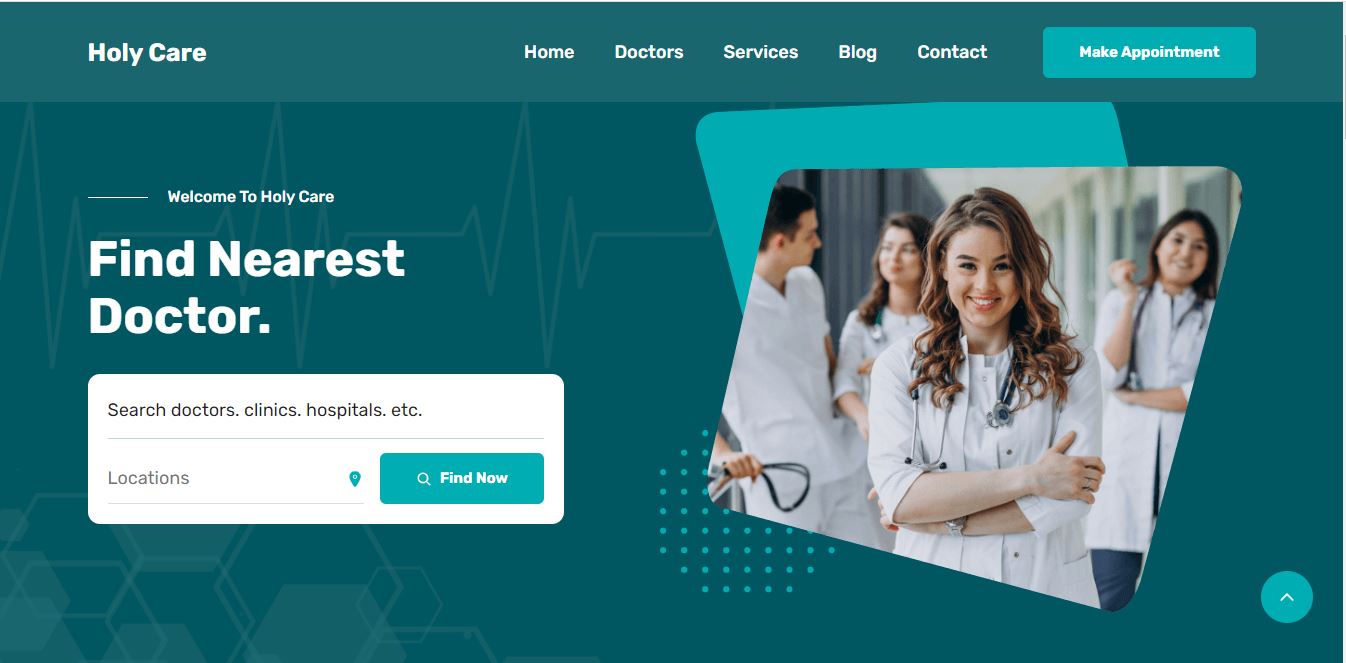 Holy Care
Home
Doctors
Services
Blog
Contact
Make Appointment
Welcome To Holy Care
Find Nearest
Doctor.
Search doctors. clinics. hospitals. etc.
Locations
Find Now